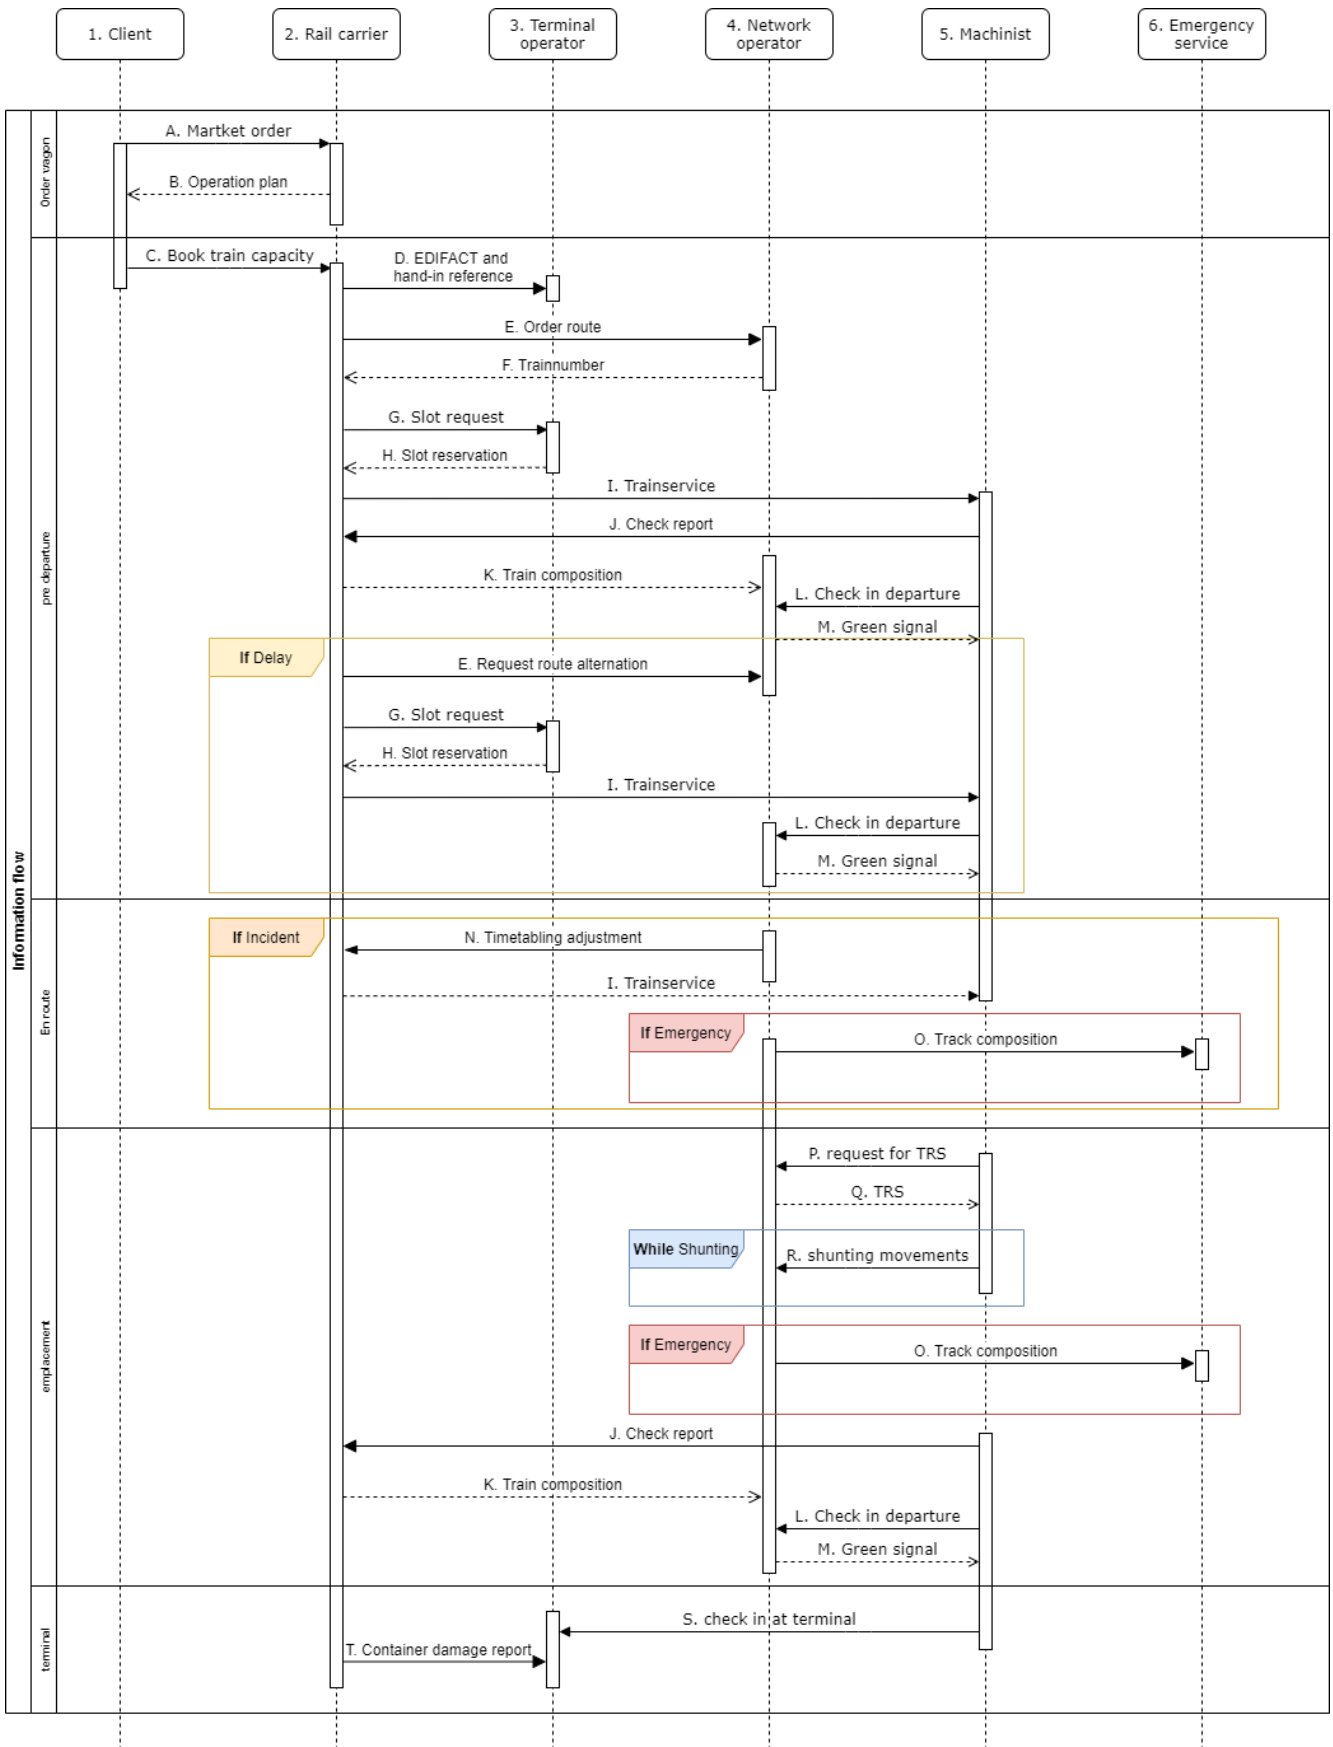 1. Client
2. Rail carrier
3. Terminal
operator
4. Network
operator
5. Machinist
6. Emergency
service
Information flow
Order wagon
A. Martket order
B. Operation plan
pre departure
C. Book train capacity
D. EDIFACT and
hand-in reference
E. Order route
F. Trainnumber
G. Slot request
H. Slot reservation
I. Trainservice
J. Check report
K. Train composition
L. Check in departure
M. Green signal
If Delay
E. Request route alternation
G. Slot request
H. Slot reservation
I. Trainservice
L. Check in departure
M. Green signal
En route
If Incident
N. Timetabling adjustment
I. Trainservice
If Emergency
O. Track composition
emplacement
P. request for TRS
Q. TRS
While Shunting
R. shunting movements
If Emergency
O. Track composition
J. Check report
K. Train composition
L. Check in departure
M. Green signal
terminal
S. check in at terminal
T. Container damage report